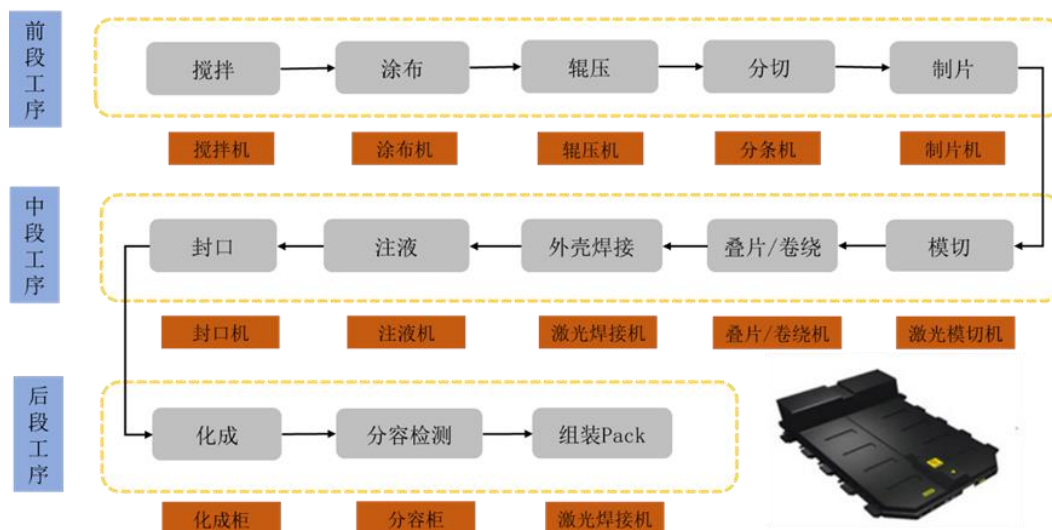 前段工序
搅拌
涂布
辊压
分切
制片
搅拌机
涂布机
辊压机
分条机
制片机
中段工序
封口
注液
外壳焊接
叠片/卷绕
模切
封口机
注液机
激光焊接机
叠片/卷绕机
激光模切机
后段工序
化成
分容检测
组装Pack
化成柜
分容柜
激光焊接机